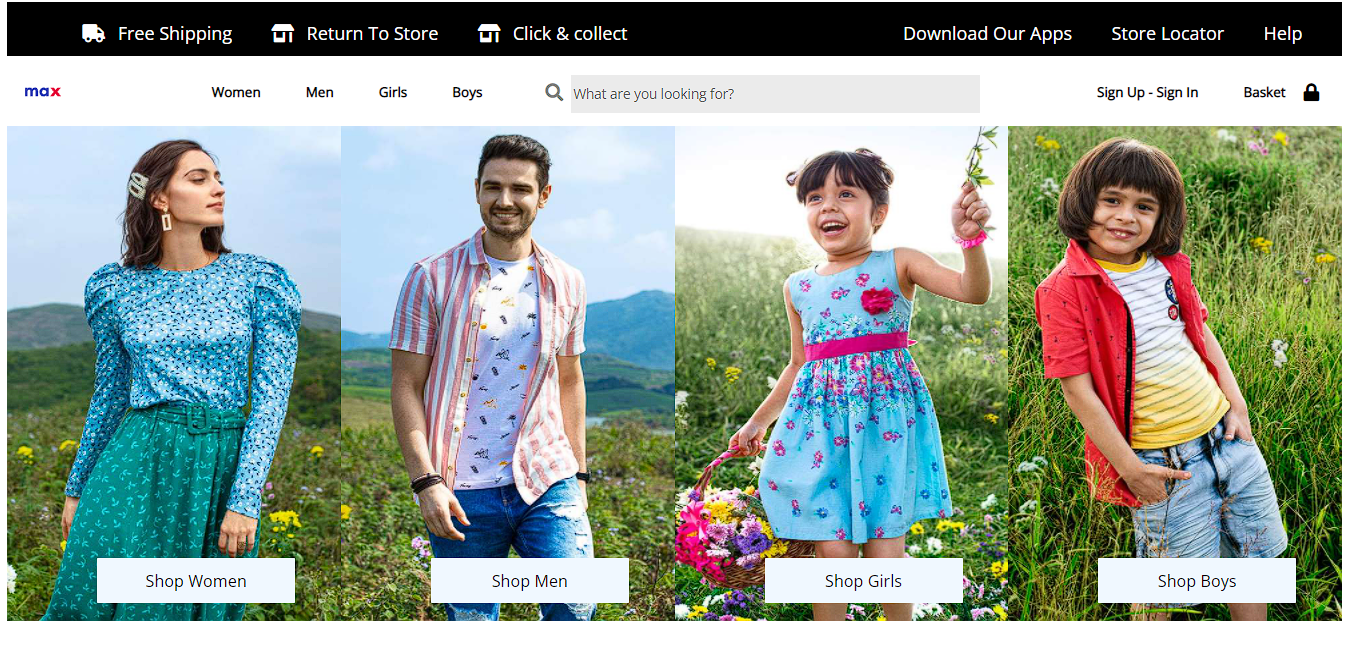 Free Shipping Return To Store Click & collect Download Our Apps Store Locator Help
max Women Men Girls Boys What are you looking for? Sign Up - Sign In Basket
Shop Women Shop Men Shop Girls Shop Boys